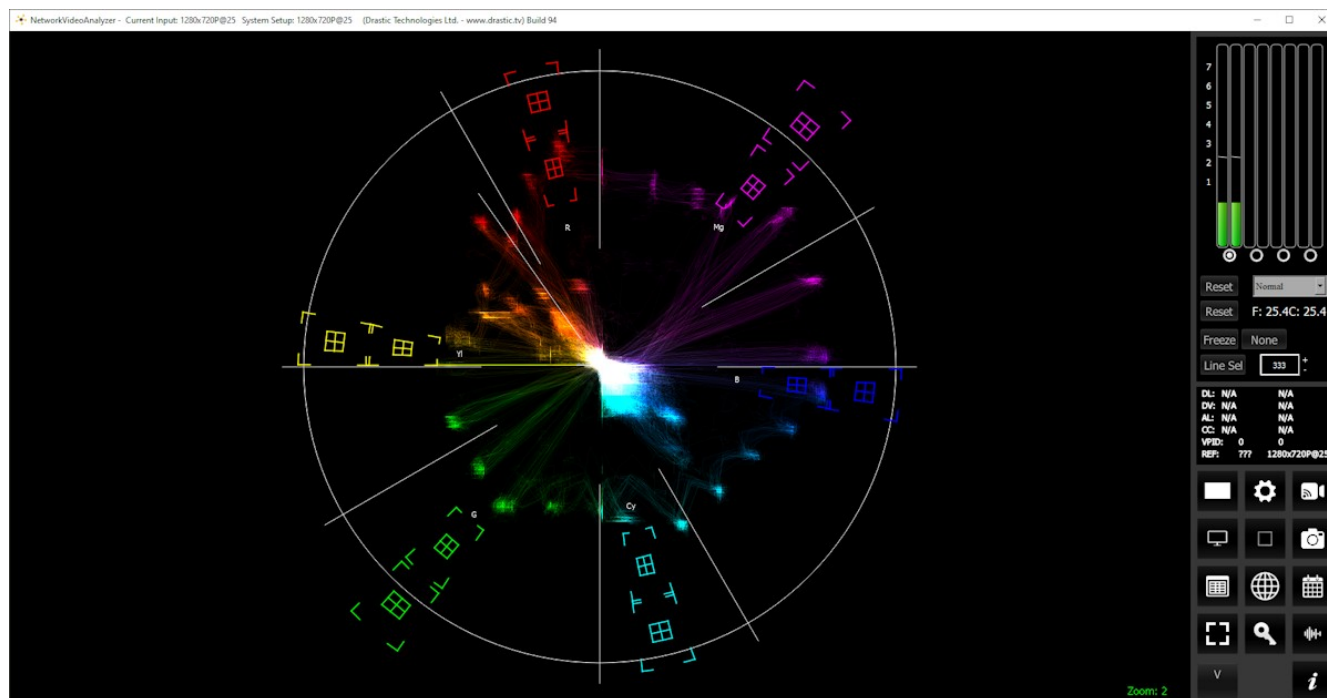 NetworkVideoAnalyzer - Current Input: 1280x720P@25 System Setup: 1280x720P@25 (Drastic Technologies Ltd. - www.drastic.tv) Build 94
R
Mg
Yl
B
G
Cy
Zoom: 2
7
6
5
4
3
2
1
Reset Normal
Reset F: 25.4C: 25.4
Freeze None
Line Sel 333 +
-
DL: N/A N/A
DV: N/A N/A
AL: N/A N/A
CC: N/A N/A
VPID: 0 0
REF: ??? 1280x720P@25
V
i